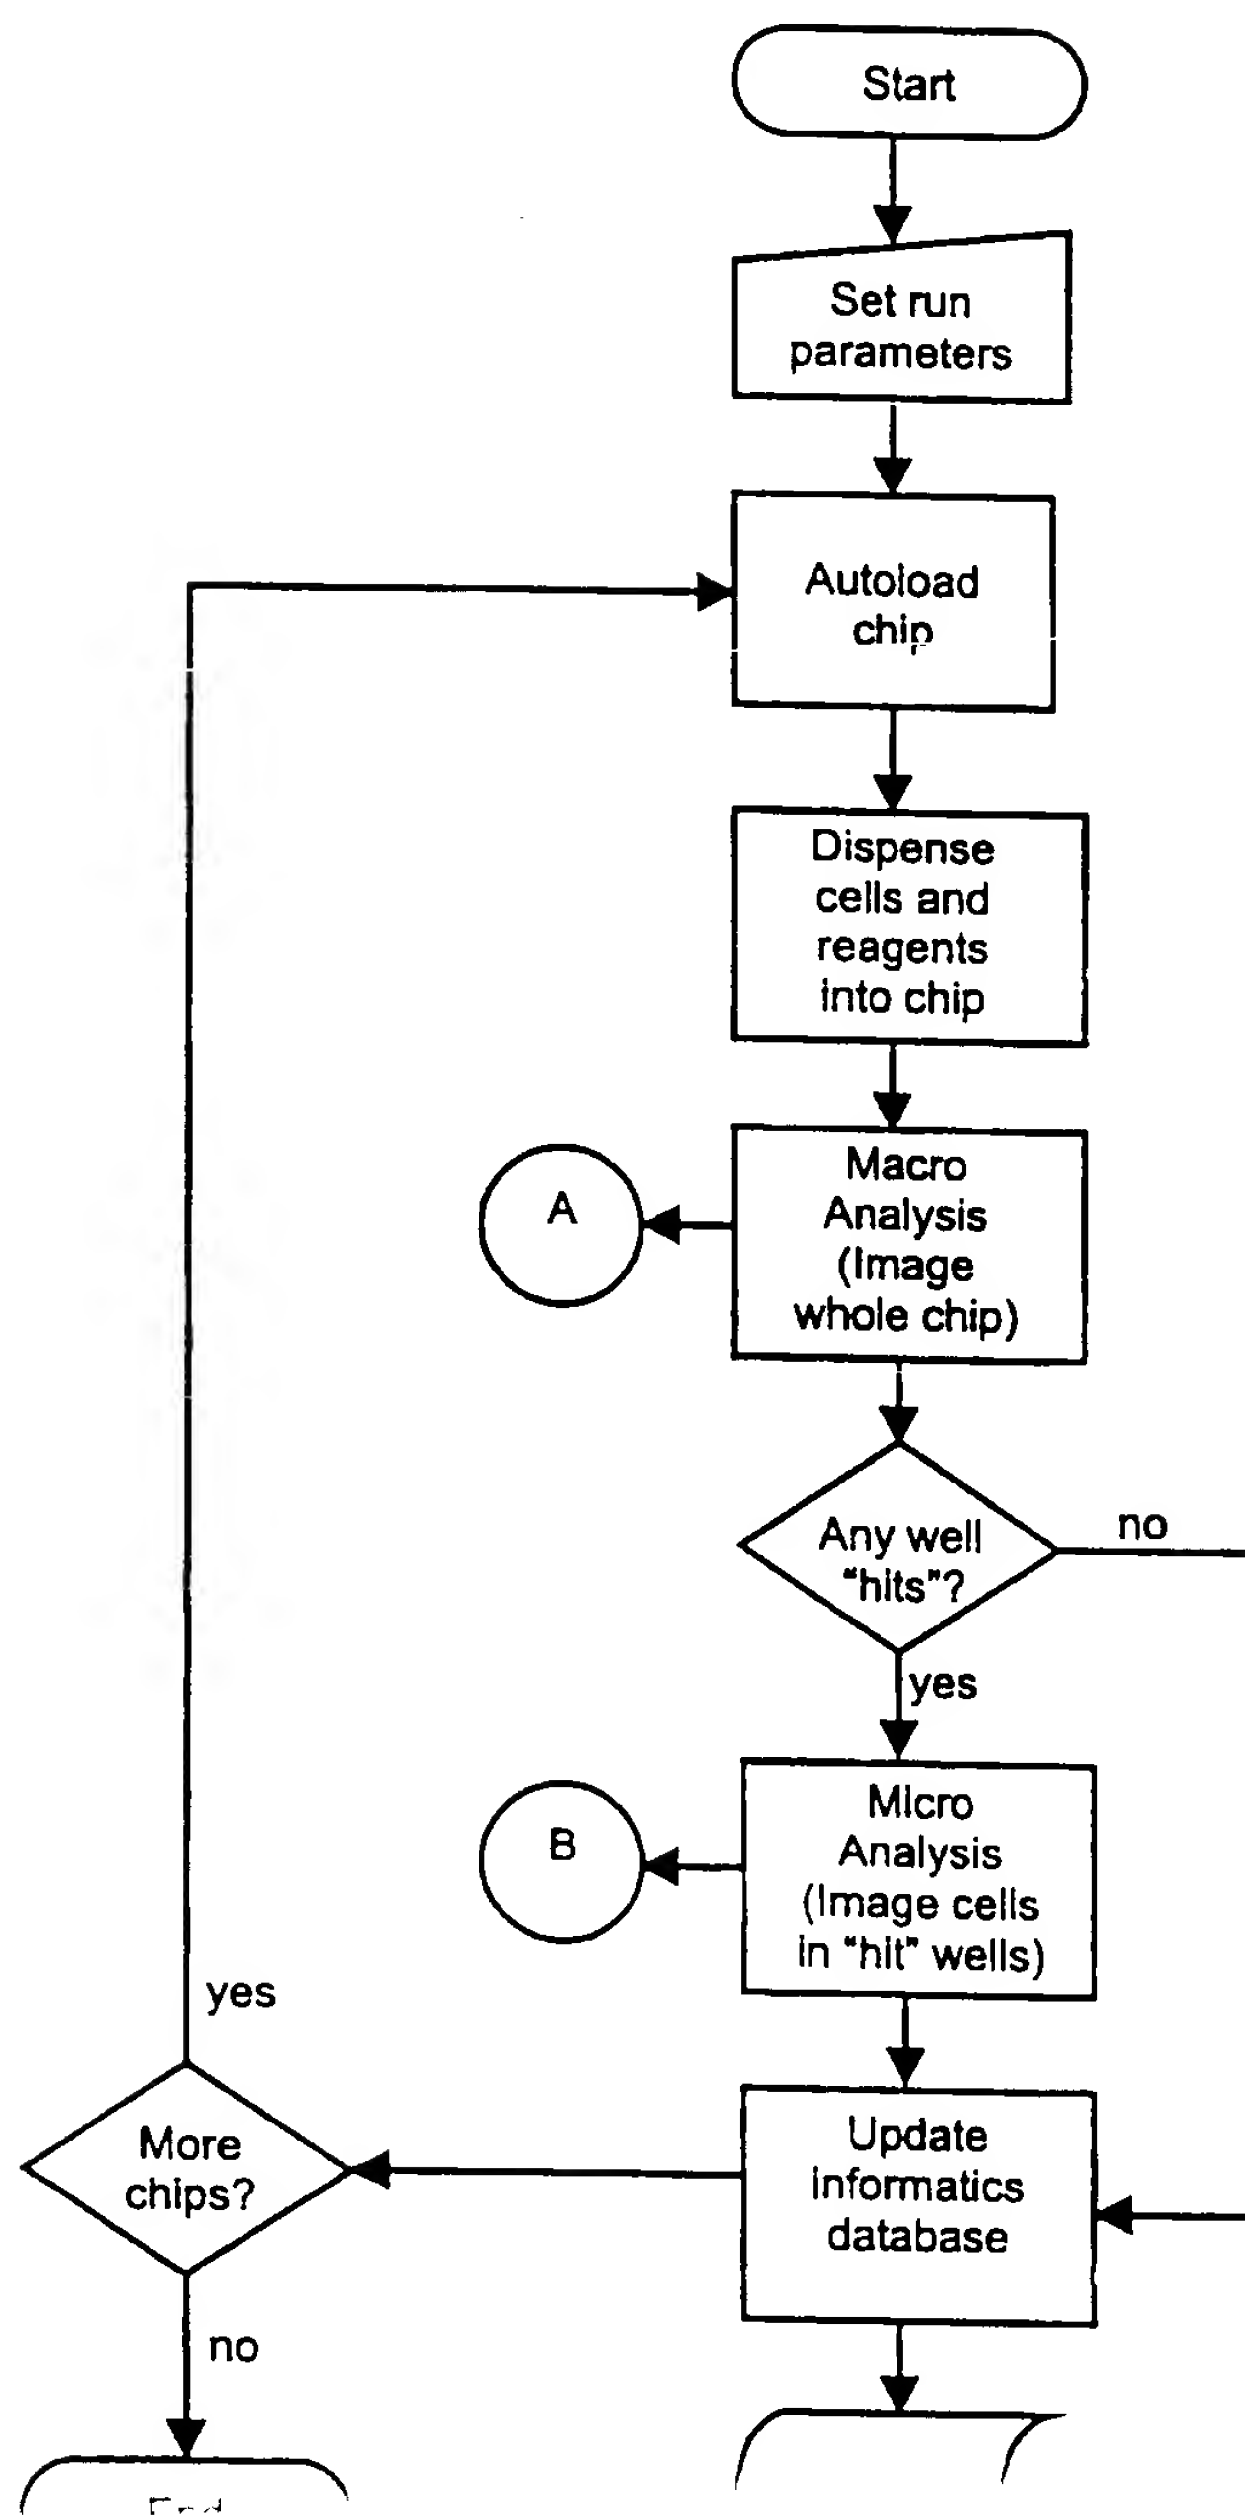 Start
Set run
parameters
Autoload
chip
Dispense
cells and
reagents
into chip
Macro
Analysis
(Image
whole chip)
A
Any well
"hits"?
no
yes
Micro
Analysis
(Image cells
in "hit" wells)
B
yes
More
chips?
Update
informatics
database
no
End